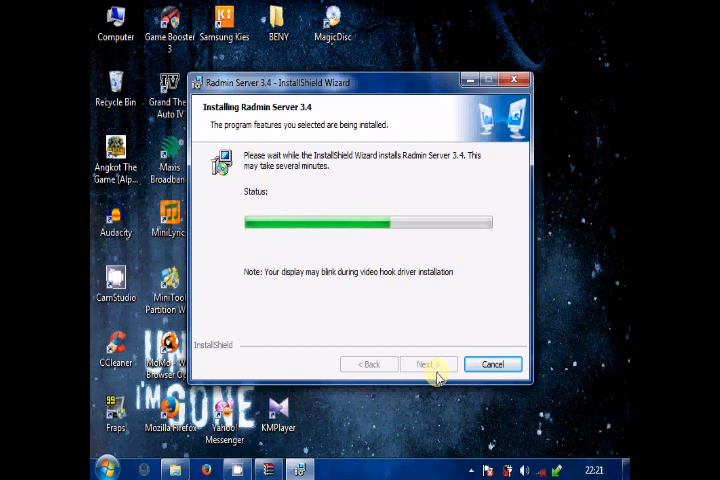 Computer
Game Booster
3
Samsung Kies
BENY
MagicDisc
Recycle Bin
Grand The...
Auto IV
Angkot The
Game (Alp...
Maxis
Broadban...
Audacity
MiniLyric
CamStudio
MiniTool
Partition W
CCleaner
Browser O
Fraps
Mozilla Firefox
Yahoo!
Messenger
KMPlayer
I'M GONE
Radmin Server 3.4 - InstallShield Wizard
Installing Radmin Server 3.4
The program features you selected are being installed.
Please wait while the InstallShield Wizard installs Radmin Server 3.4. This
may take several minutes.
Status:
Note: Your display may blink during video hook driver installation
InstallShield
< Back
Next >
Cancel
22:21